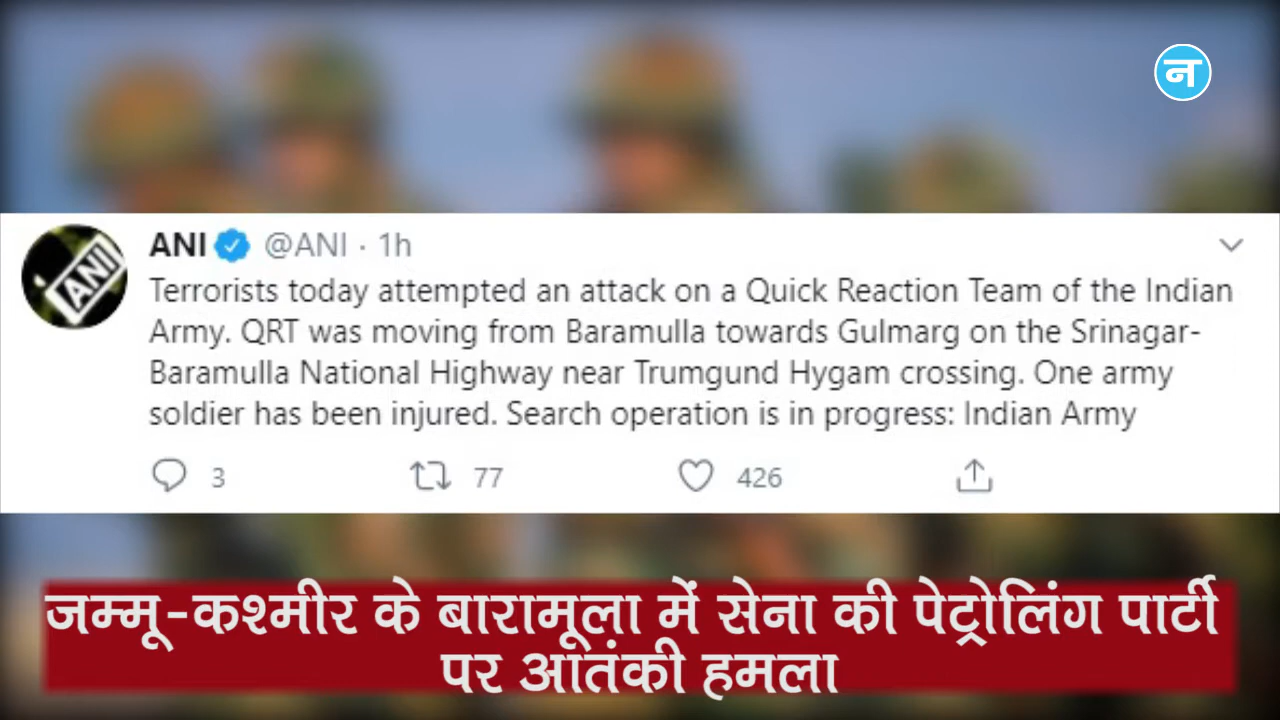 न
ANI @ANI · 1h
ANI
Terrorists today attempted an attack on a Quick Reaction Team of the Indian
Army. QRT was moving from Baramulla towards Gulmarg on the Srinagar-
Baramulla National Highway near Trumgund Hygam crossing. One army
soldier has been injured. Search operation is in progress: Indian Army
3 77 426
जम्मू-कश्मीर के बारामूला में सेना की पेट्रोलिंग पार्टी
पर आतंकी हमला